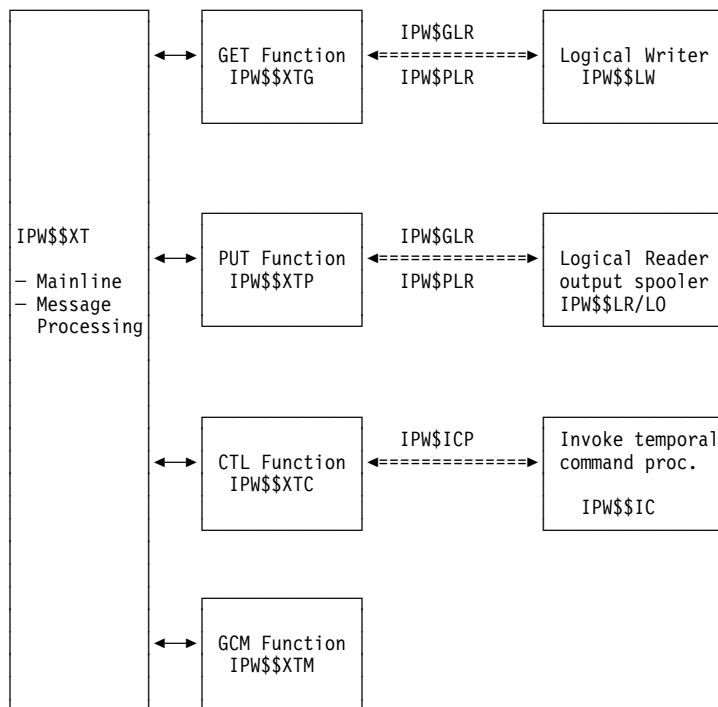 IPW$GLR
GET Function
Logical Writer
IPW$$XTG
IPW$PLR
IPW$$LW
IPW$$XT
– Mainline
– Message
Processing
IPW$GLR
PUT Function
Logical Reader
IPW$$XTP
IPW$PLR
output spooler
IPW$$LR/LO
IPW$ICP
Invoke temporal
CTL Function
command proc.
IPW$$XTC
IPW$$IC
GCM Function
IPW$$XTM